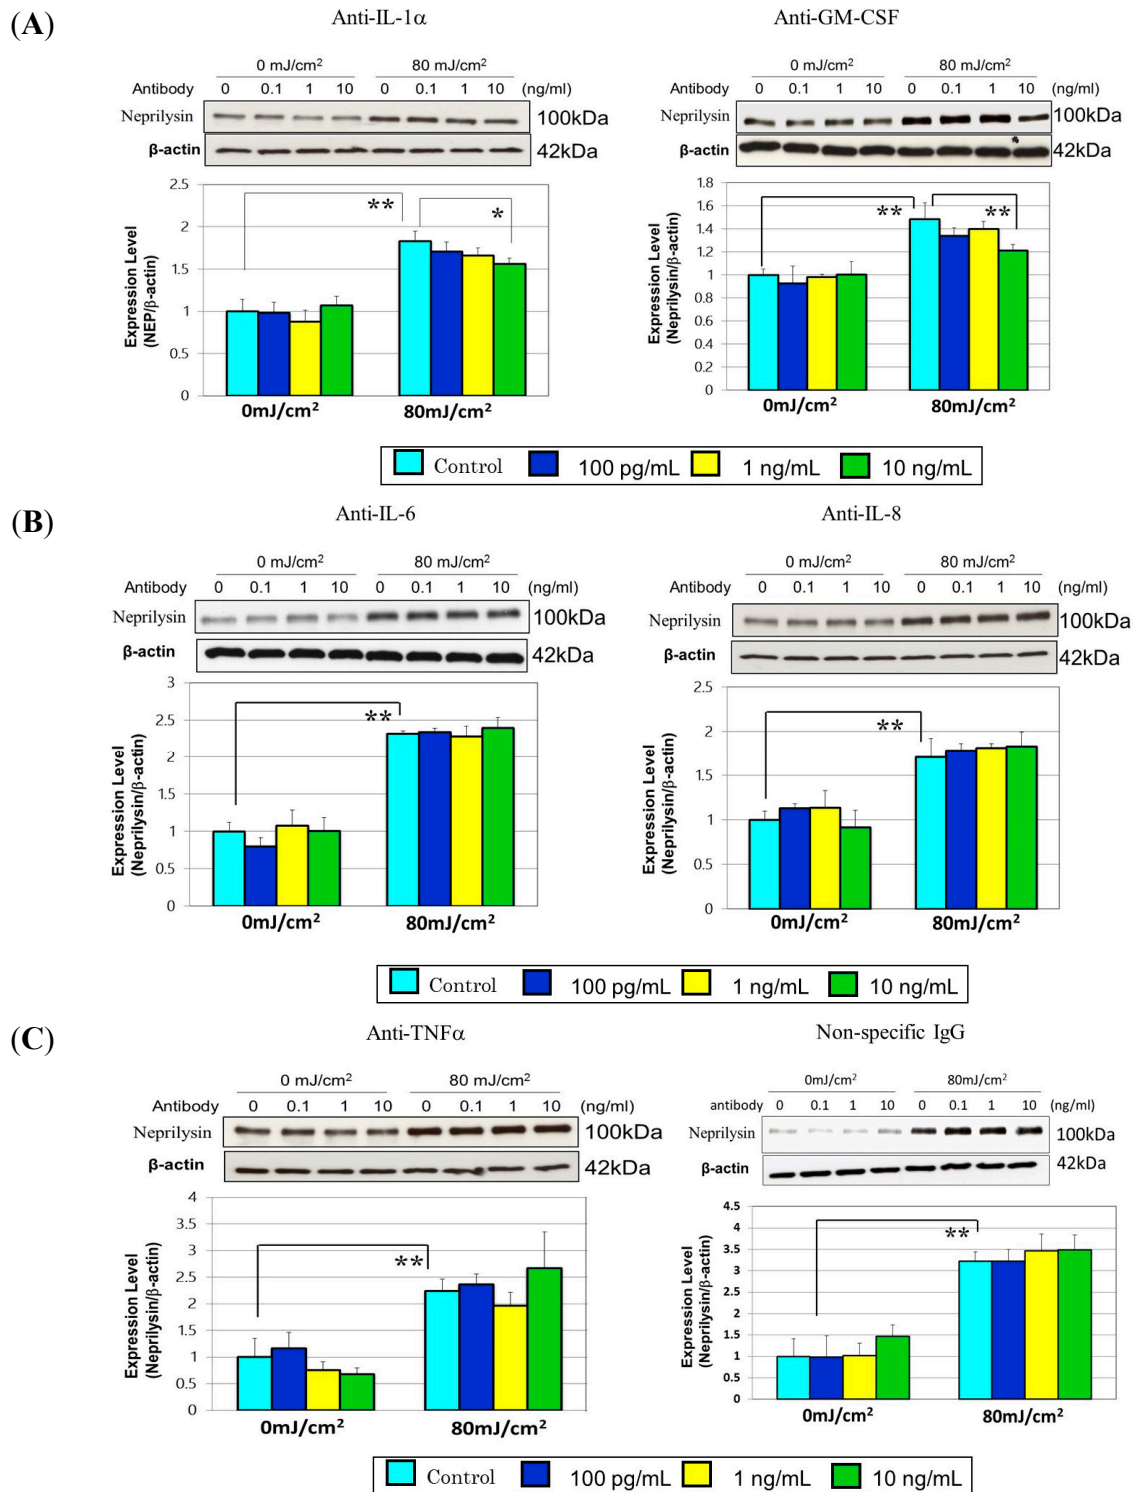 (A)
Anti-IL-1α
0 mJ/cm² 80 mJ/cm²
Antibody 0 0.1 1 10 0 0.1 1 10 (ng/ml)
Neprilysin 100kDa
β-actin 42kDa
Expression Level
(NEP/β-actin)
2.5
2
1.5
1
0.5
0
** *
0mJ/cm² 80mJ/cm²
Anti-GM-CSF
0 mJ/cm² 80 mJ/cm²
Antibody 0 0.1 1 10 0 0.1 1 10 (ng/ml)
Neprilysin 100kDa
β-actin 42kDa
Expression Level
(Neprilysin/β-actin)
1.8
1.6
1.4
1.2
1
0.8
0.6
0.4
0.2
0
** **
0mJ/cm² 80mJ/cm²
Control 100 pg/mL 1 ng/mL 10 ng/mL
(B)
Anti-IL-6
0 mJ/cm² 80 mJ/cm²
Antibody 0 0.1 1 10 0 0.1 1 10 (ng/ml)
Neprilysin 100kDa
β-actin 42kDa
Expression Level
(Neprilysin/β-actin)
3
2.5
2
1.5
1
0.5
0
**
0mJ/cm² 80mJ/cm²
Anti-IL-8
0 mJ/cm² 80 mJ/cm²
Antibody 0 0.1 1 10 0 0.1 1 10 (ng/ml)
Neprilysin 100kDa
β-actin 42kDa
Expression Level
(Neprilysin/β-actin)
2.5
2
1.5
1
0.5
0
**
0mJ/cm² 80mJ/cm²
Control 100 pg/mL 1 ng/mL 10 ng/mL
(C)
Anti-TNFα
0 mJ/cm² 80 mJ/cm²
Antibody 0 0.1 1 10 0 0.1 1 10 (ng/ml)
Neprilysin 100kDa
β-actin 42kDa
Expression Level
(Neprilysin/β-actin)
4
3.5
3
2.5
2
1.5
1
0.5
0
**
0mJ/cm² 80mJ/cm²
Non-specific IgG
0mJ/cm² 80mJ/cm²
antibody 0 0.1 1 10 0 0.1 1 10 (ng/ml)
Neprilysin 100kDa
β-actin 42kDa
Expression Level
(Neprilysin/β-actin)
4.5
4
3.5
3
2.5
2
1.5
1
0.5
0
**
0mJ/cm² 80mJ/cm²
Control 100 pg/mL 1 ng/mL 10 ng/mL